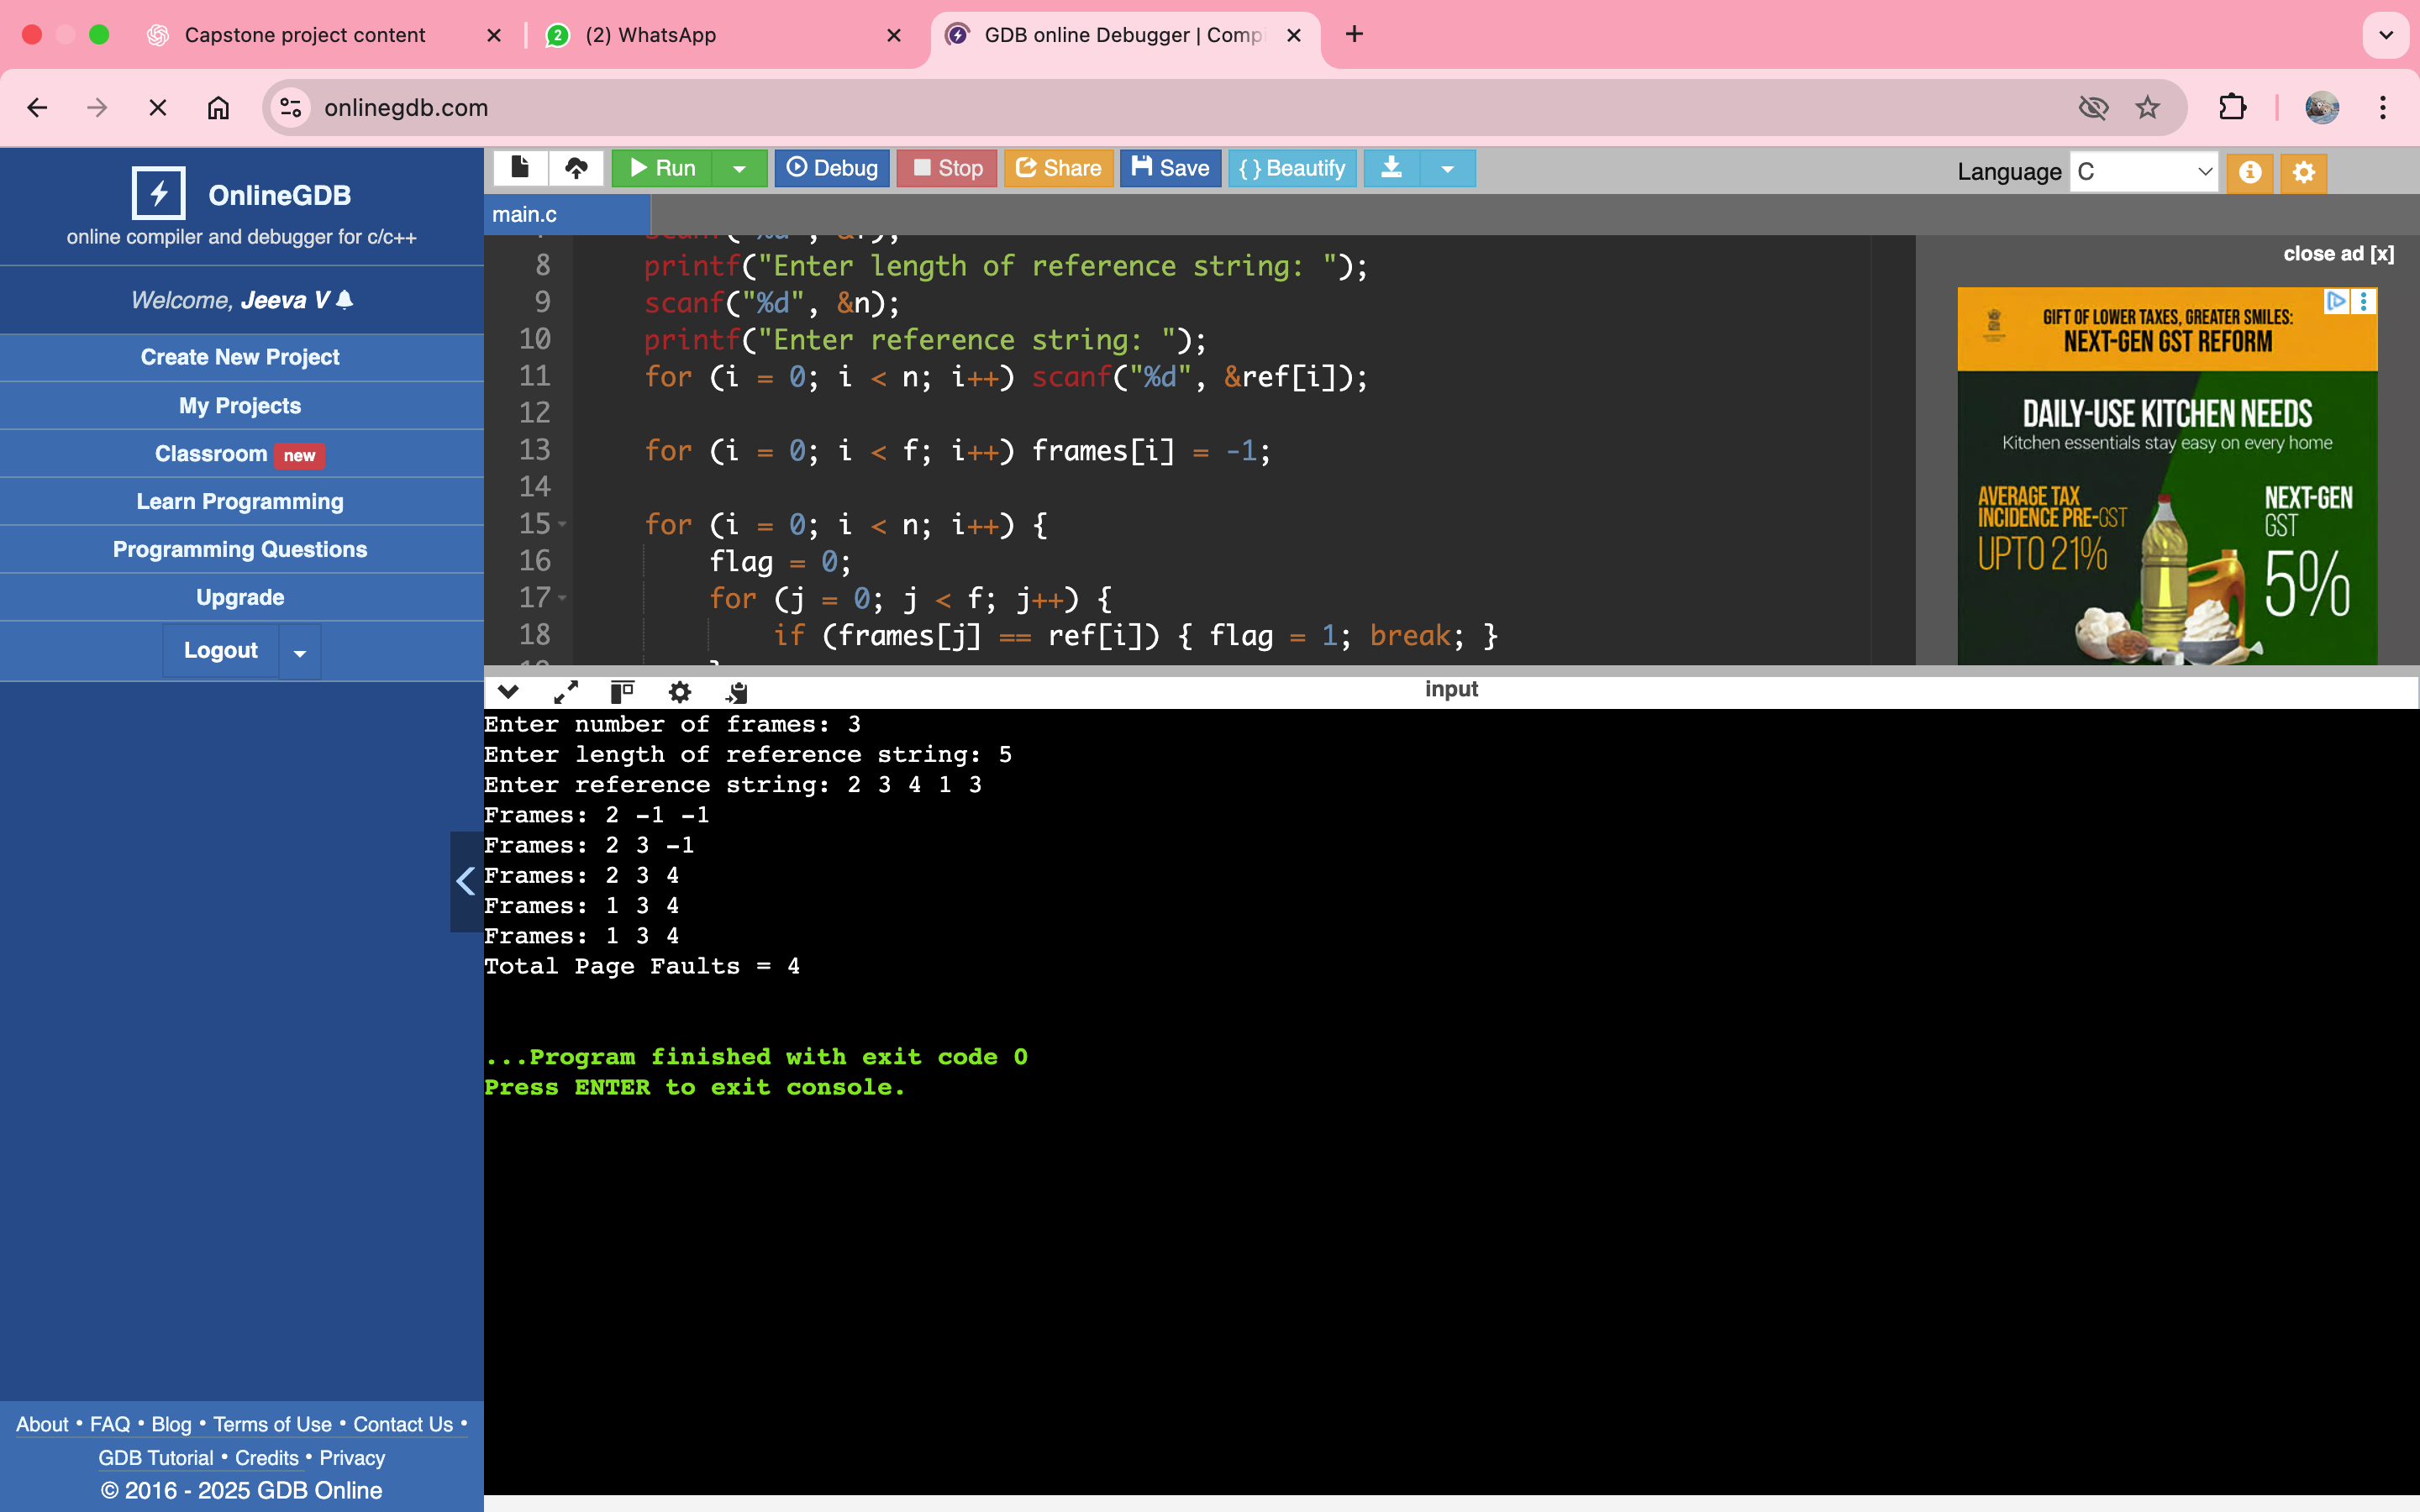 Capstone project content
2 (2) WhatsApp
GDB online Debugger | Comp
onlinegdb.com
OnlineGDB
online compiler and debugger for c/c++
Welcome, Jeeva V
Create New Project
My Projects
Classroom new
Learn Programming
Programming Questions
Upgrade
Logout
About • FAQ • Blog • Terms of Use • Contact Us •
GDB Tutorial • Credits • Privacy
© 2016 - 2025 GDB Online
Run
Debug
Stop
Share
Save
{ } Beautify
Language C
main.c
8 printf("Enter length of reference string: ");
9 scanf("%d", &n);
10 printf("Enter reference string: ");
11 for (i = 0; i < n; i++) scanf("%d", &ref[i]);
12
13 for (i = 0; i < f; i++) frames[i] = -1;
14
15 for (i = 0; i < n; i++) {
16 flag = 0;
17 for (j = 0; j < f; j++) {
18 if (frames[j] == ref[i]) { flag = 1; break; }
close ad [x]
GIFT OF LOWER TAXES, GREATER SMILES:
NEXT-GEN GST REFORM
DAILY-USE KITCHEN NEEDS
Kitchen essentials stay easy on every home
AVERAGE TAX
INCIDENCE PRE-GST
UPTO 21%
NEXT-GEN
GST
5%
input
Enter number of frames: 3
Enter length of reference string: 5
Enter reference string: 2 3 4 1 3
Frames: 2 -1 -1
Frames: 2 3 -1
Frames: 2 3 4
Frames: 1 3 4
Frames: 1 3 4
Total Page Faults = 4
...Program finished with exit code 0
Press ENTER to exit console.